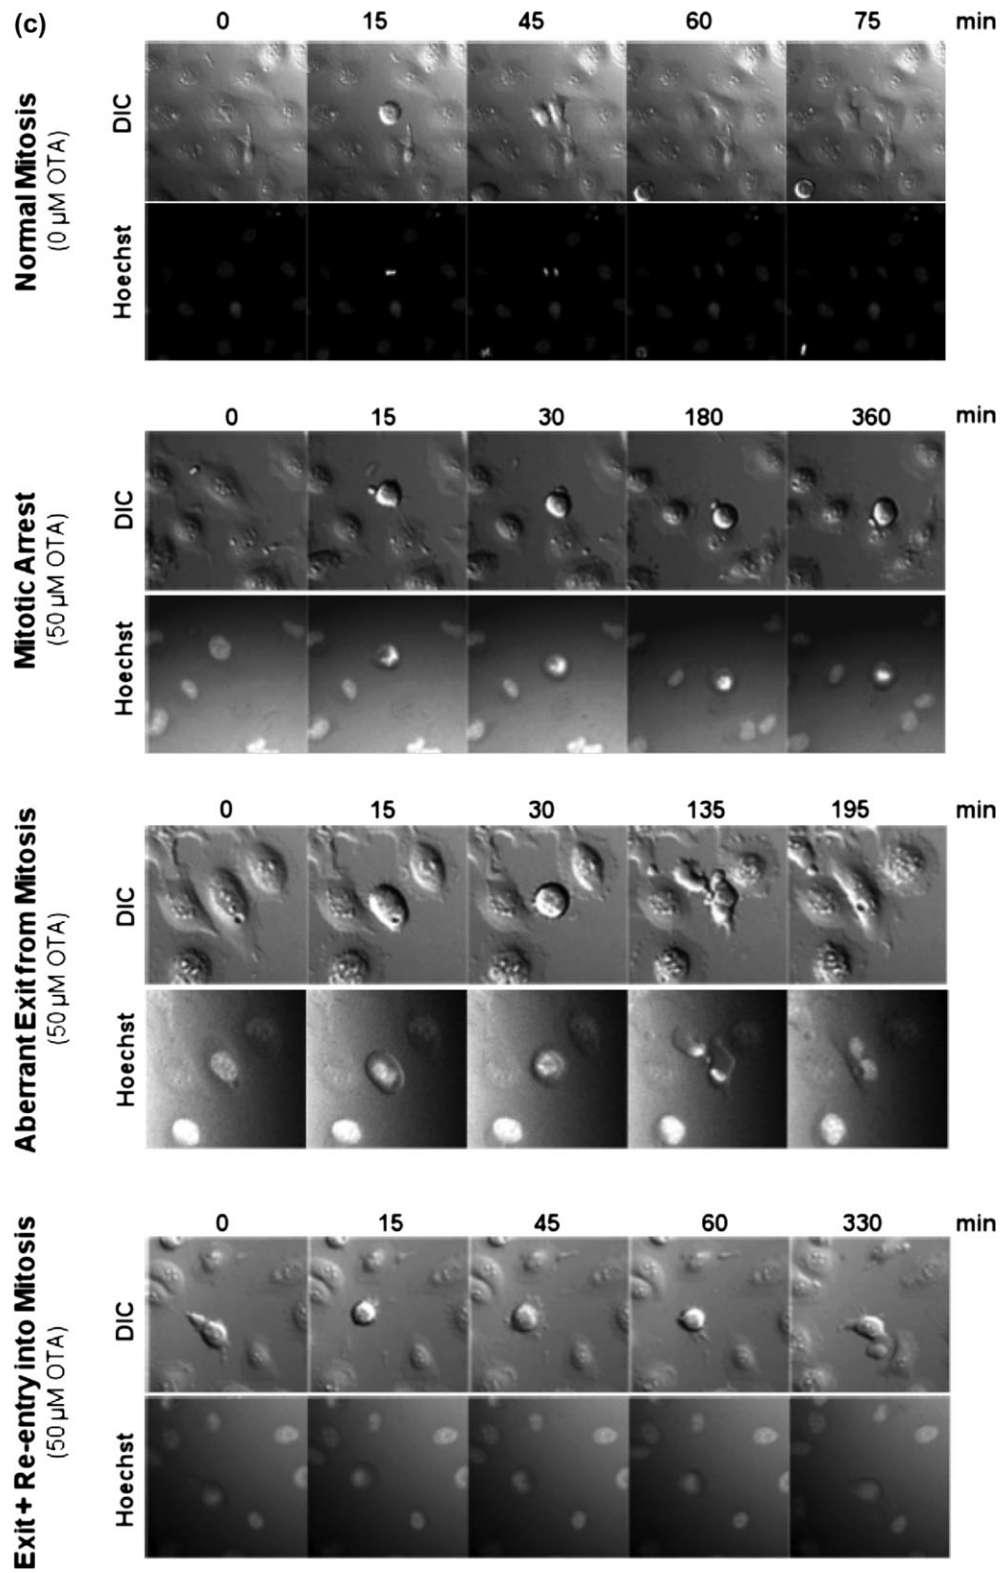 (c)
0 15 45 60 75 min
Normal Mitosis
(0 µM OTA)
DIC
Hoechst
0 15 30 180 360 min
Mitotic Arrest
(50 µM OTA)
DIC
Hoechst
0 15 30 135 195 min
Aberrant Exit from Mitosis
(50 µM OTA)
DIC
Hoechst
0 15 45 60 330 min
Exit + Re-entry into Mitosis
(50 µM OTA)
DIC
Hoechst